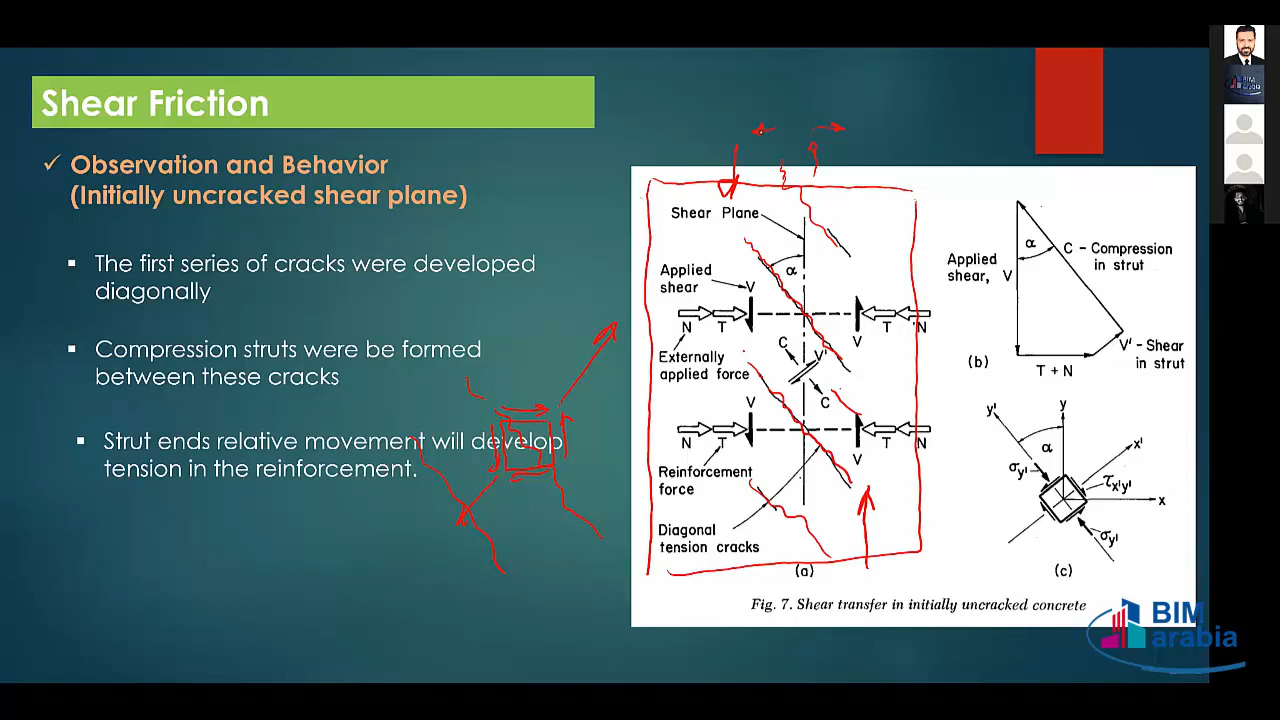 Shear Friction
Observation and Behavior
(Initially uncracked shear plane)
The first series of cracks were developed
diagonally
Compression struts were be formed
between these cracks
Strut ends relative movement will develop
tension in the reinforcement.
Shear Plane
α
Applied
shear
V
N T V T N
Externally
applied force
C
V'
C
V
N T V T N
Reinforcement
force
Diagonal
tension cracks
(a)
α
C - Compression
in strut
Applied
shear, V
V' - Shear
in strut
(b)
T + N
y' y
α
x'
σy'
τx'y'
x
σy'
(c)
Fig. 7. Shear transfer in initially uncracked concrete
BIM
arabia
BIM
arabia